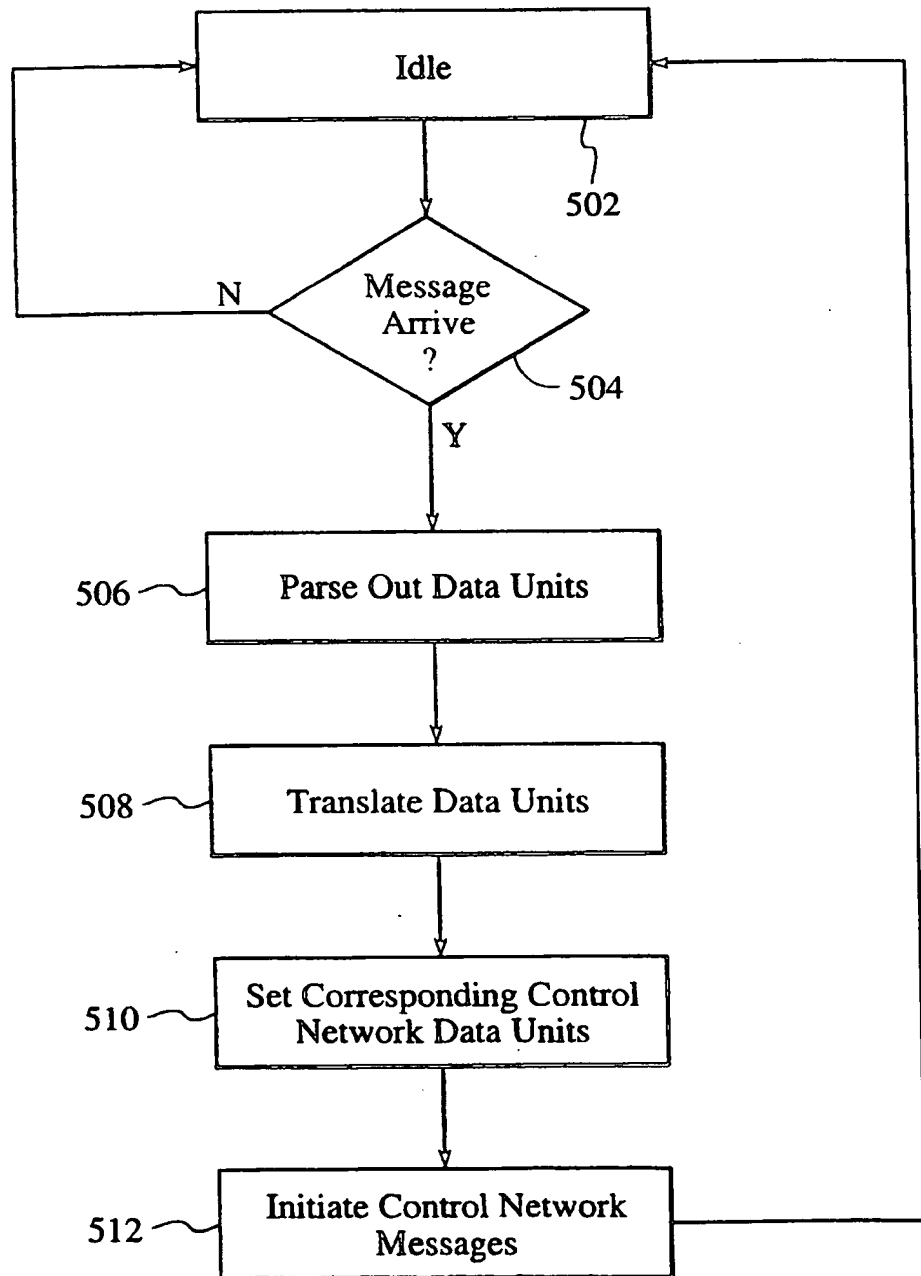 Idle
502
Message
Arrive
?
504
N
Y
506
Parse Out Data Units
508
Translate Data Units
510
Set Corresponding Control
Network Data Units
512
Initiate Control Network
Messages